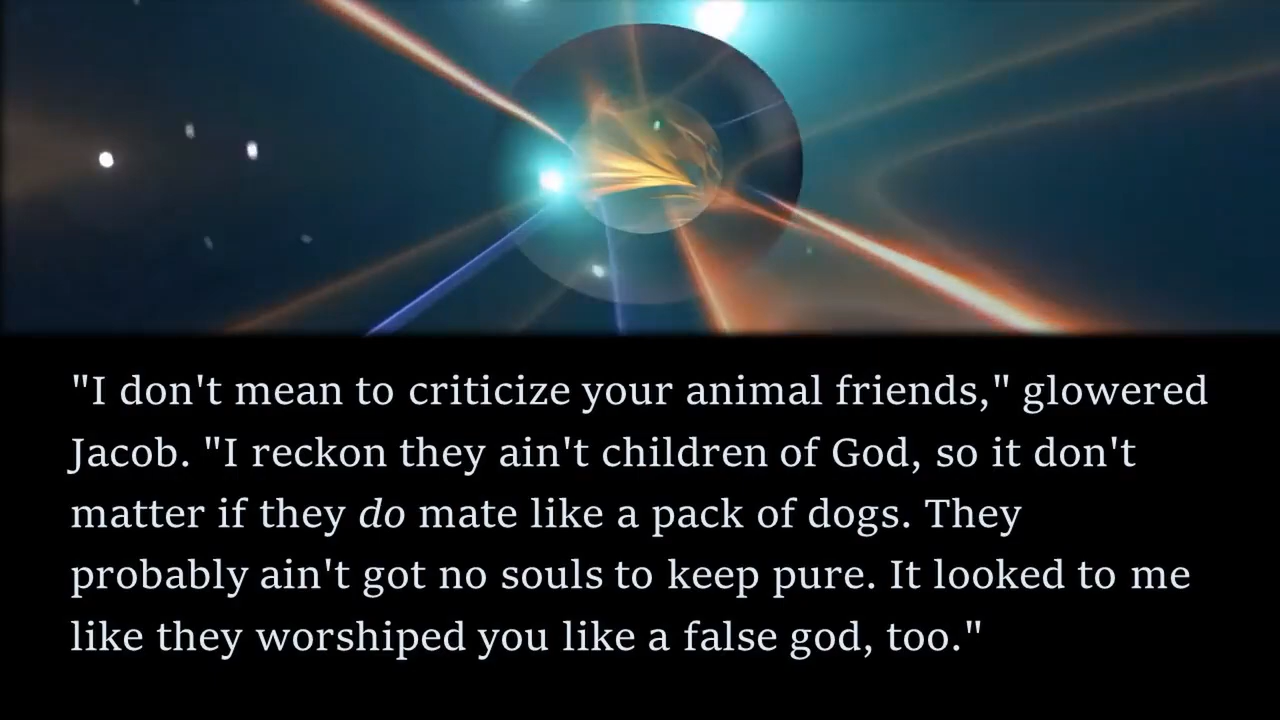 "I don't mean to criticize your animal friends," glowered
Jacob. "I reckon they ain't children of God, so it don't
matter if they do mate like a pack of dogs. They
probably ain't got no souls to keep pure. It looked to me
like they worshiped you like a false god, too."